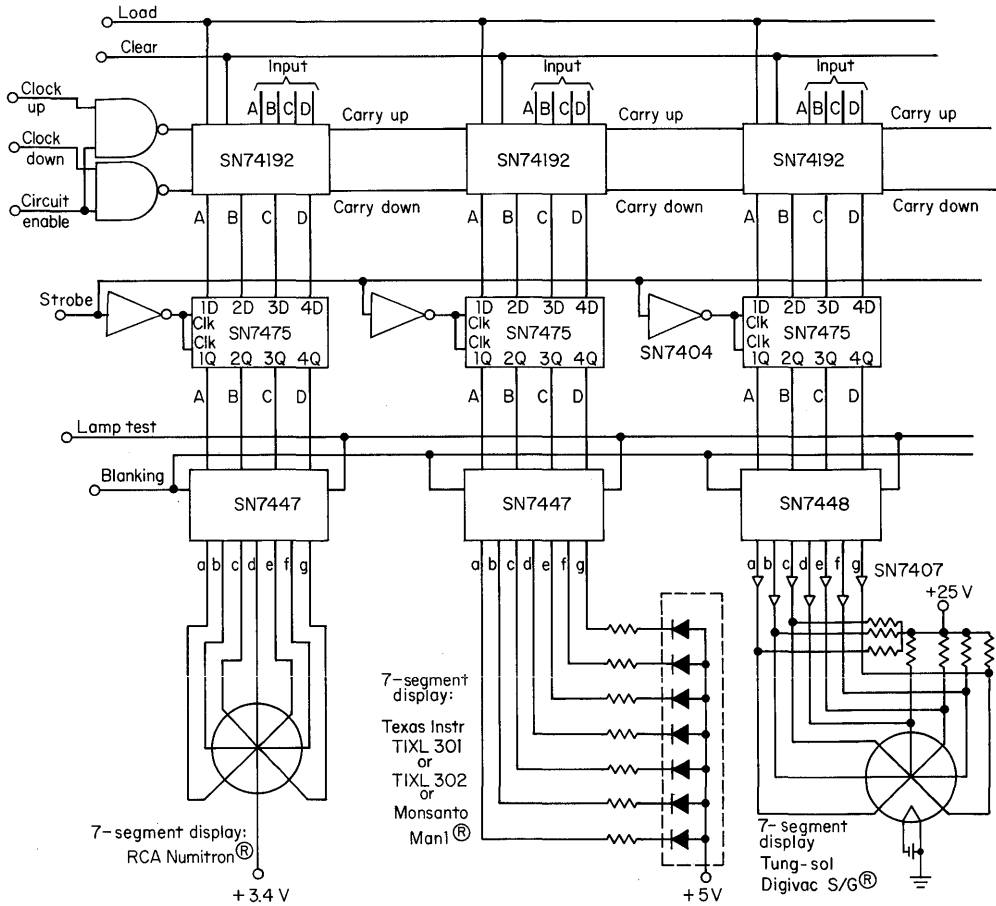 Load
Clear
Input
Input
Input
Clock
up
A B C D
A B C D
A B C D
Carry up
Carry up
Carry up
Clock
down
SN74192
SN74192
SN74192
Circuit
enable
Carry down
Carry down
Carry down
A B C D
A B C D
A B C D
Strobe
1D 2D 3D 4D
1D 2D 3D 4D
1D 2D 3D 4D
Clk
Clk
SN7475
Clk
Clk
SN7475
Clk
Clk
SN7475
SN7404
1Q 2Q 3Q 4Q
1Q 2Q 3Q 4Q
1Q 2Q 3Q 4Q
A B C D
A B C D
A B C D
Lamp test
Blanking
SN7447
SN7447
SN7448
a b c d e f g
a b c d e f g
a b c d e f g
SN7407
+25 V
7-segment
display:
Texas Instr
TIXL 301
or
TIXL 302
or
Monsanto
Man1®
7-segment display:
RCA Numitron®
+3.4 V
+5V
7-segment
display
Tung-sol
Digivac S/G®